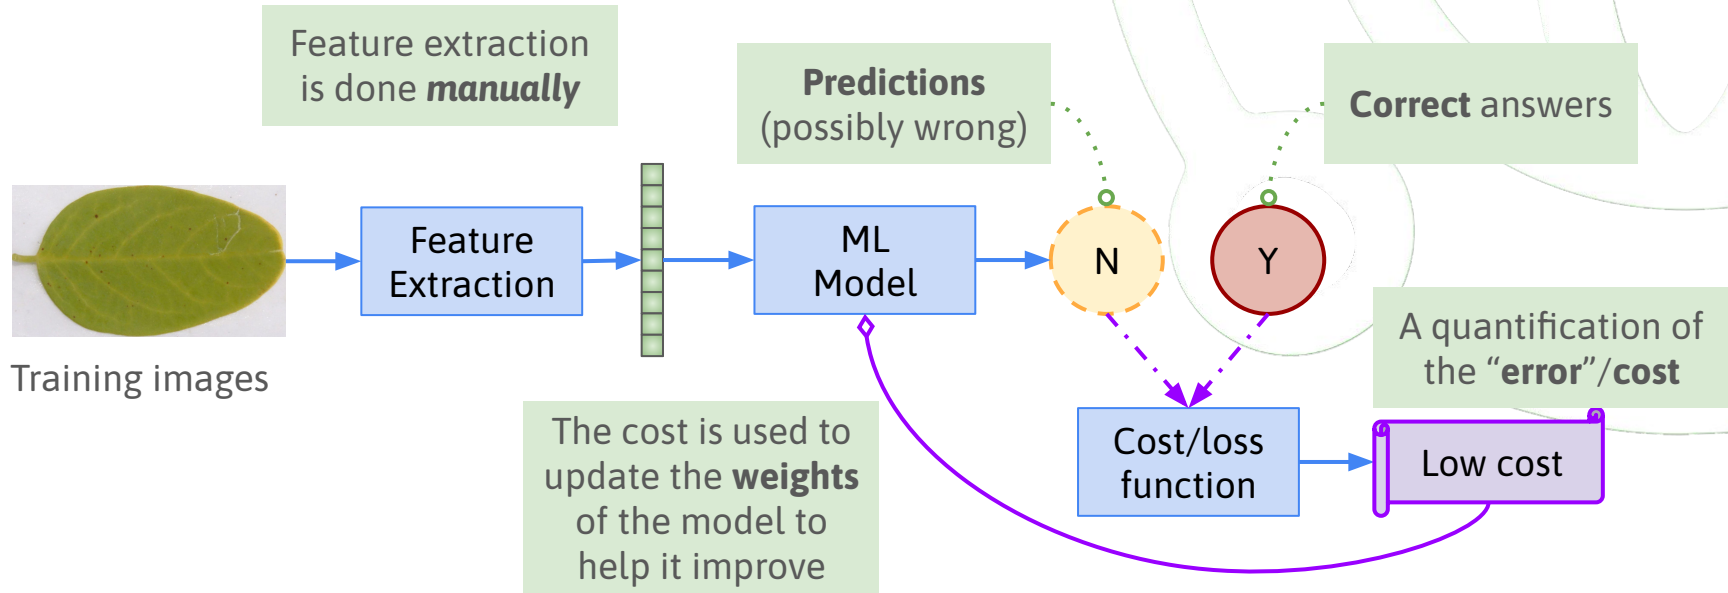 Feature extraction
is done manually
Predictions
(possibly wrong)
Correct answers
Feature
Extraction
ML
Model
N
Y
Training images
A quantification of
the “error”/cost
The cost is used to
update the weights
of the model to
help it improve
Cost/loss
function
Low cost